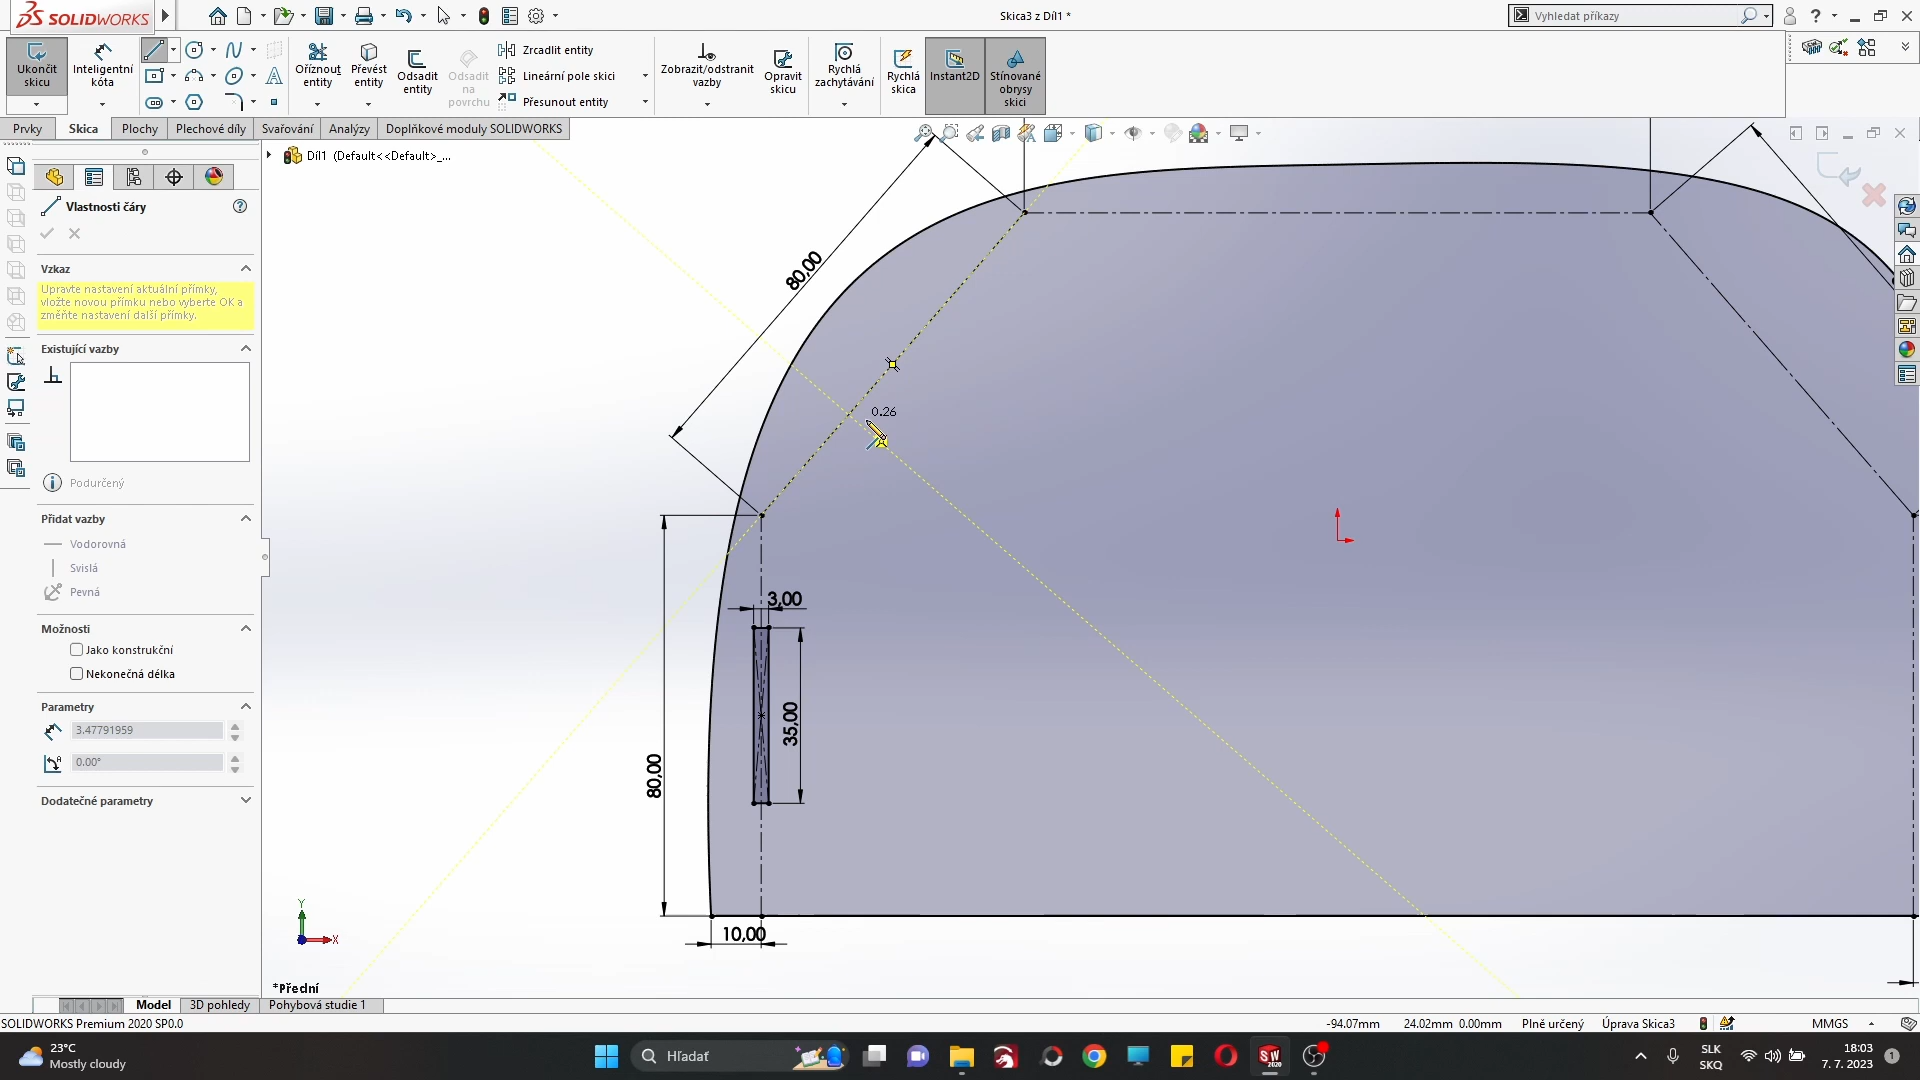 SOLIDWORKS
Skica3 z Díl1 *
Vyhledat příkazy
Ukončit skicu
Inteligentní kóta
Oříznout entity
Převést entity
Odsadit entity
Odsadit na povrchu
Zrcadlit entity
Lineární pole skici
Přesunout entity
Zobrazit/odstranit vazby
Opravit skicu
Rychlá zachytávání
Rychlá skica
Instant2D
Stínované obrysy skici
Prvky
Skica
Plochy
Plechové díly
Svařování
Analýzy
Doplňkové moduly SOLIDWORKS
Díl1 (Default<<Default>_...
Vlastnosti čáry
Vzkaz
Upravte nastavení aktuální přímky,
vložte novou přímku nebo vyberte OK a
změňte nastavení další přímky.
Existující vazby
Podurčený
Přidat vazby
Vodorovná
Svislá
Pevná
Možnosti
Jako konstrukční
Nekonečná délka
Parametry
3.47791959
0.00°
Dodatečné parametry
80,00
0.26
3,00
35,00
80,00
10,00
Y
X
*Přední
Model
3D pohledy
Pohybová studie 1
SOLIDWORKS Premium 2020 SP0.0
-94.07mm
24.02mm 0.00mm
Plně určený
Úprava Skica3
MMGS
23°C
Mostly cloudy
Hľadať
SW
2020
SLK
SKQ
18:03
7. 7. 2023
1